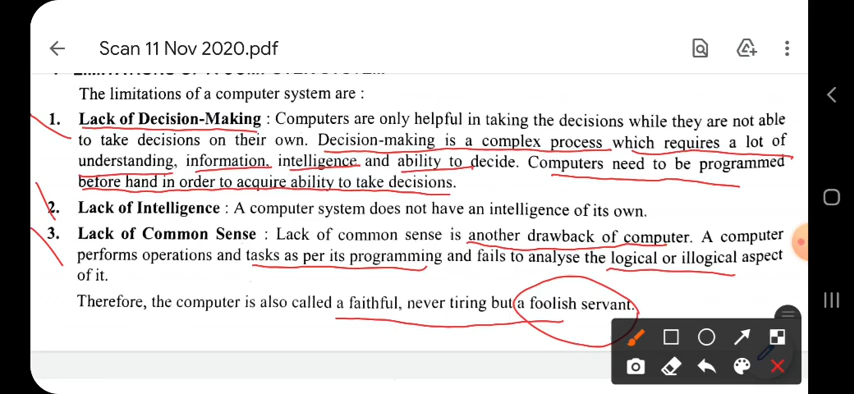 Scan 11 Nov 2020.pdf
LIMITATIONS OF A COMPUTER SYSTEM
The limitations of a computer system are :
1. Lack of Decision-Making : Computers are only helpful in taking the decisions while they are not able
to take decisions on their own. Decision-making is a complex process which requires a lot of
understanding, information, intelligence and ability to decide. Computers need to be programmed
before hand in order to acquire ability to take decisions.
2. Lack of Intelligence : A computer system does not have an intelligence of its own.
3. Lack of Common Sense : Lack of common sense is another drawback of computer. A computer
performs operations and tasks as per its programming and fails to analyse the logical or illogical aspect
of it.
Therefore, the computer is also called a faithful, never tiring but a foolish servant.